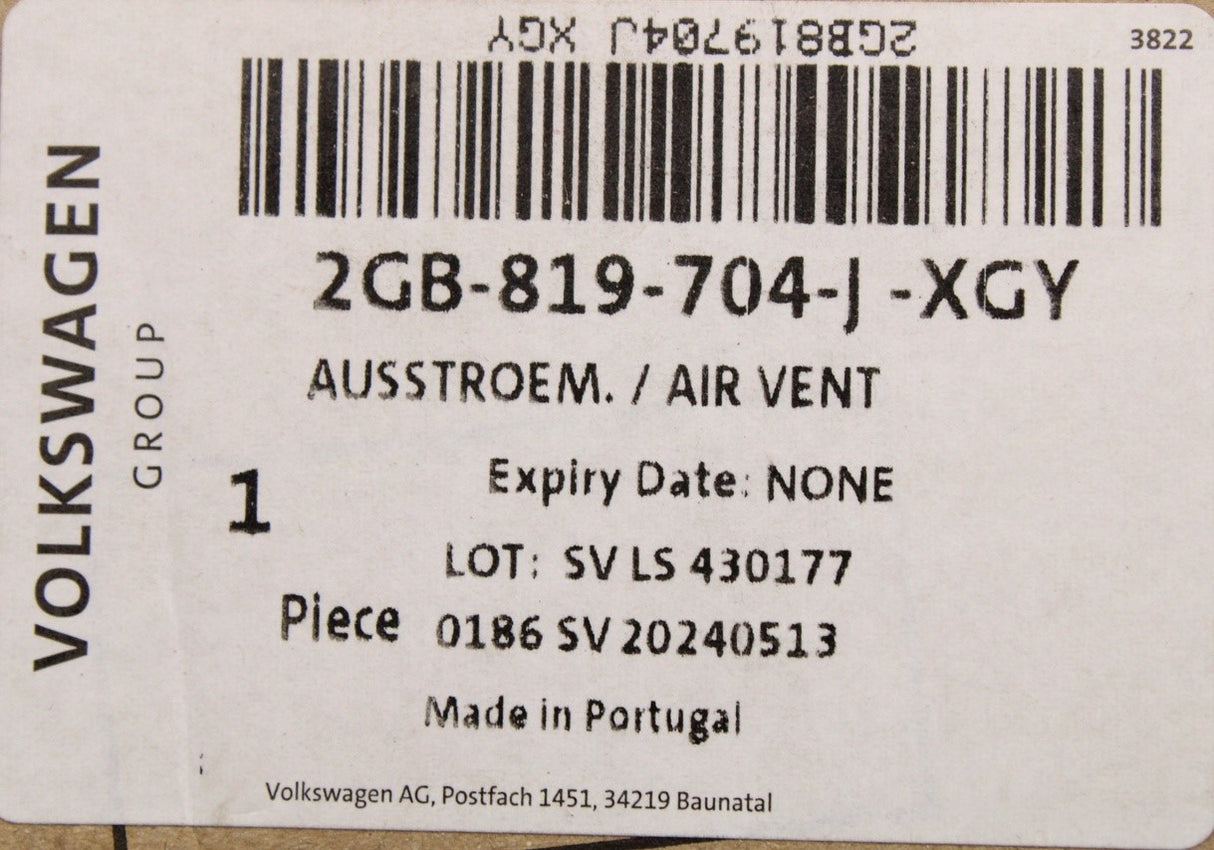 2GB819704J XGY
3822
VOLKSWAGEN
GROUP
2GB-819-704-J -XGY
AUSSTROEM. / AIR VENT
Expiry Date: NONE
1
LOT: SV LS 430177
Piece
0186 SV 20240513
Made in Portugal
Volkswagen AG, Postfach 1451, 34219 Baunatal